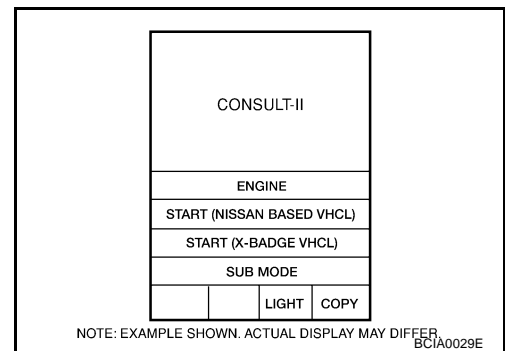 CONSULT-II
ENGINE
START (NISSAN BASED VHCL)
START (X-BADGE VHCL)
SUB MODE
LIGHT COPY
NOTE: EXAMPLE SHOWN. ACTUAL DISPLAY MAY DIFFER.
BCIA0029E